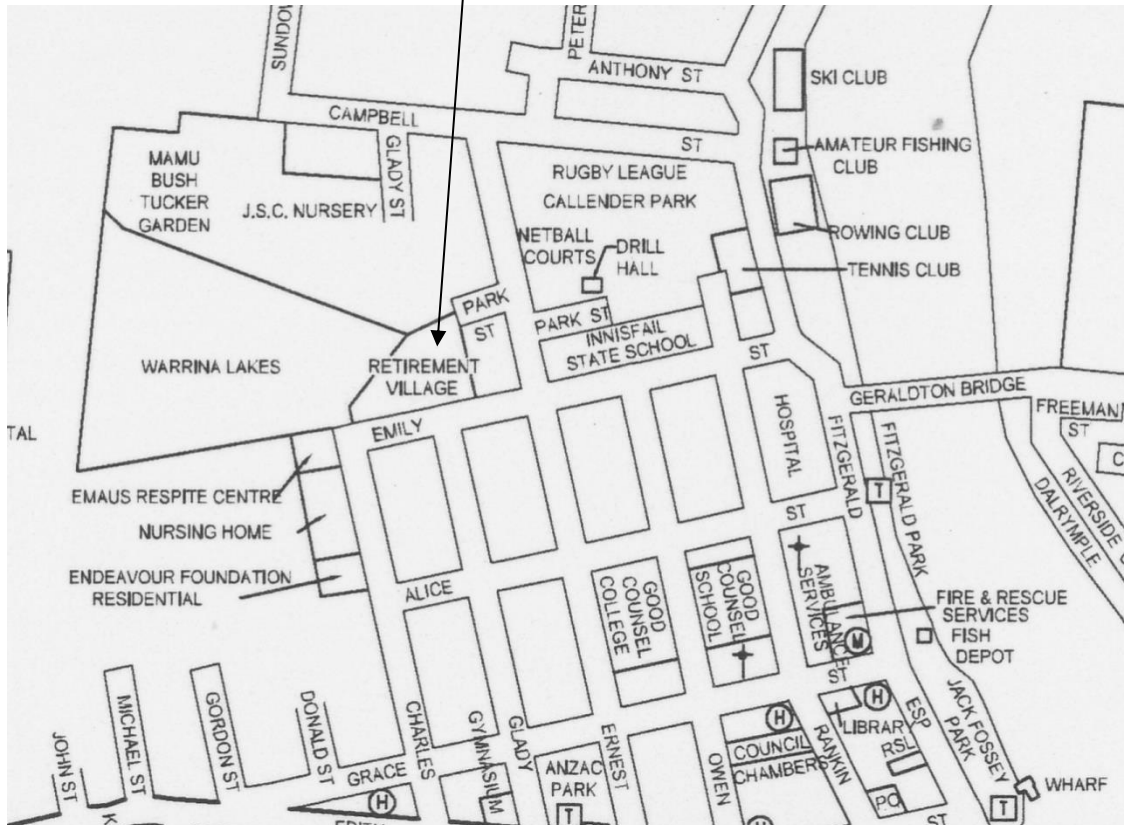 SUNDOW
PETER
ANTHONY ST
SKI CLUB
CAMPBELL
ST
GLADY ST
AMATEUR FISHING
CLUB
MAMU
BUSH
TUCKER
GARDEN
RUGBY LEAGUE
CALLENDER PARK
J.S.C. NURSERY
NETBALL
COURTS
DRILL
HALL
ROWING CLUB
TENNIS CLUB
PARK
ST
PARK ST
INNISFAIL
STATE SCHOOL
ST
WARRINA LAKES
RETIREMENT
VILLAGE
GERALDTON BRIDGE
FREEMAN
ST
TAL
EMILY
HOSPITAL
FITZGERALD
FITZGERALD PARK
C
T
RIVERSIDE
DALRYMPLE
EMAUS RESPITE CENTRE
NURSING HOME
ST
ENDEAVOUR FOUNDATION
RESIDENTIAL
ALICE
GOOD
COUNSEL
COLLEGE
GOOD
COUNSEL
SCHOOL
AMBULANCE
SERVICES
FIRE & RESCUE
SERVICES
M
FISH
DEPOT
ST
JOHN ST
MICHAEL ST
GORDON ST
DONALD ST
CHARLES
GYMNASIUM
GLADY
ERNEST
OWEN
RANKIN
ESP
JACK FOSSEY
PARK
H
H
LIBRARY
COUNCIL
CHAMBERS
RSL
GRACE
ANZAC
PARK
WHARF
H
P.O
ST
T
T
K
EDITH
H